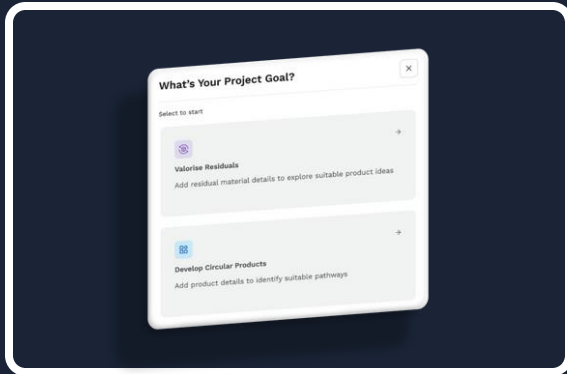 What's Your Project Goal?
Select to start
Valorise Residuals
Add residual material details to explore suitable product ideas
Develop Circular Products
Add product details to identify suitable pathways